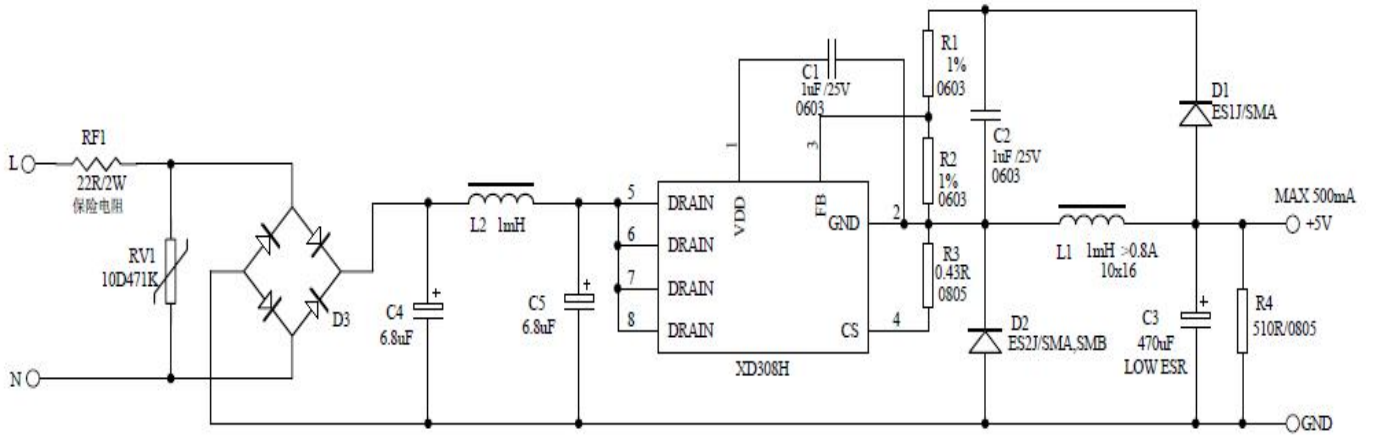 L
RF1
22R/2W
保险电阻
RV1
10D471K
N
D3
C4
6.8uF
L2 1mH
C5
6.8uF
5
6
7
8
DRAIN
DRAIN
DRAIN
DRAIN
1
VDD
3
FB
GND
2
CS
4
XD308H
C1
1uF/25V
0603
R1
1%
0603
R2
1%
0603
R3
0.43R
0805
C2
1uF/25V
0603
D1
ES1J/SMA
D2
ES2J/SMA,SMB
L1 1mH >0.8A
10x16
C3
470uF
LOW ESR
R4
510R/0805
MAX 500mA
+5V
GND
+
+
+